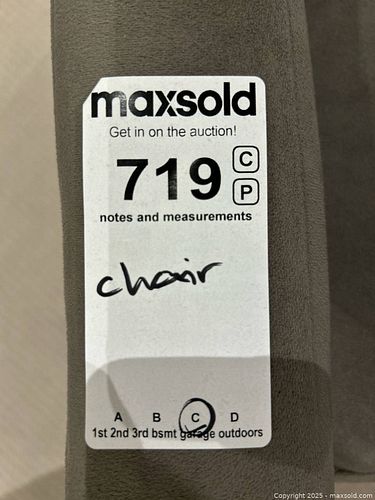 maxsold
Get in on the auction!
719
C
P
notes and measurements
chair
A B C D
1st 2nd 3rd bsmt garage outdoors
Copyright 2025 - maxsold.com